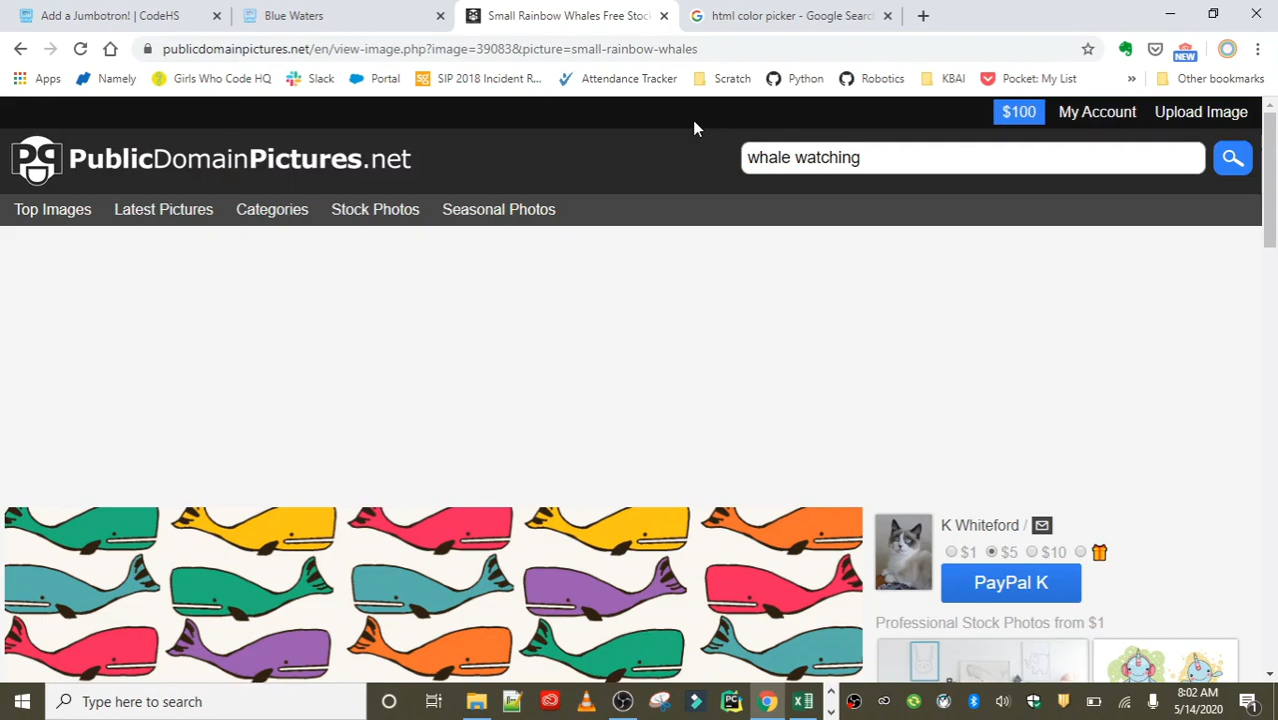 Add a Jumbotron! | CodeHS
Blue Waters
Small Rainbow Whales Free Stock
html color picker - Google Search
publicdomainpictures.net/en/view-image.php?image=39083&picture=small-rainbow-whales
NEW
Apps
Namely
Girls Who Code HQ
Slack
Portal
SIP 2018 Incident R...
Attendance Tracker
Scratch
Python
Robotics
KBAI
Pocket: My List
»
Other bookmarks
$100
My Account
Upload Image
PublicDomainPictures.net
whale watching
Top Images
Latest Pictures
Categories
Stock Photos
Seasonal Photos
K Whiteford /
$1
$5
$10
PayPal K
Professional Stock Photos from $1
Type here to search
8:02 AM
5/14/2020
1